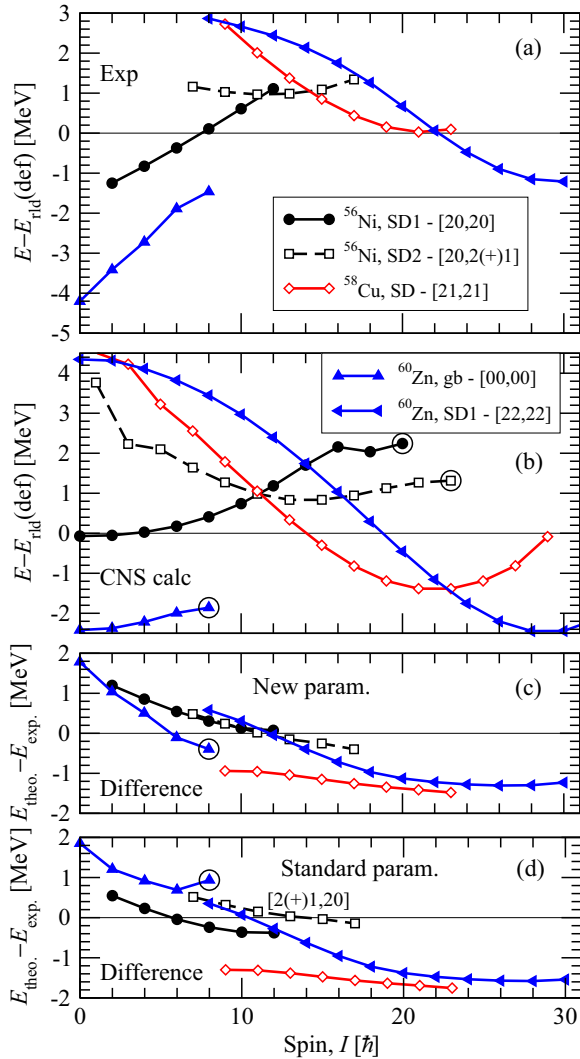 3
2
1
0
-1
-2
-3
-4
-5
E−E_rld(def) [MeV]
Exp
(a)
⁵⁶Ni, SD1 - [20,20]
⁵⁶Ni, SD2 - [20,2(+)1]
⁵⁸Cu, SD - [21,21]
4
3
2
1
0
-1
-2
E−E_rld(def) [MeV]
⁶⁰Zn, gb - [00,00]
⁶⁰Zn, SD1 - [22,22]
(b)
CNS calc
2
1
0
-1
-2
E_theo.−E_exp. [MeV]
New param.
(c)
Difference
2
1
0
-1
-2
E_theo.−E_exp. [MeV]
Standard param.
(d)
[2(+)1,20]
Difference
0 10 20 30
Spin, I [ℏ]